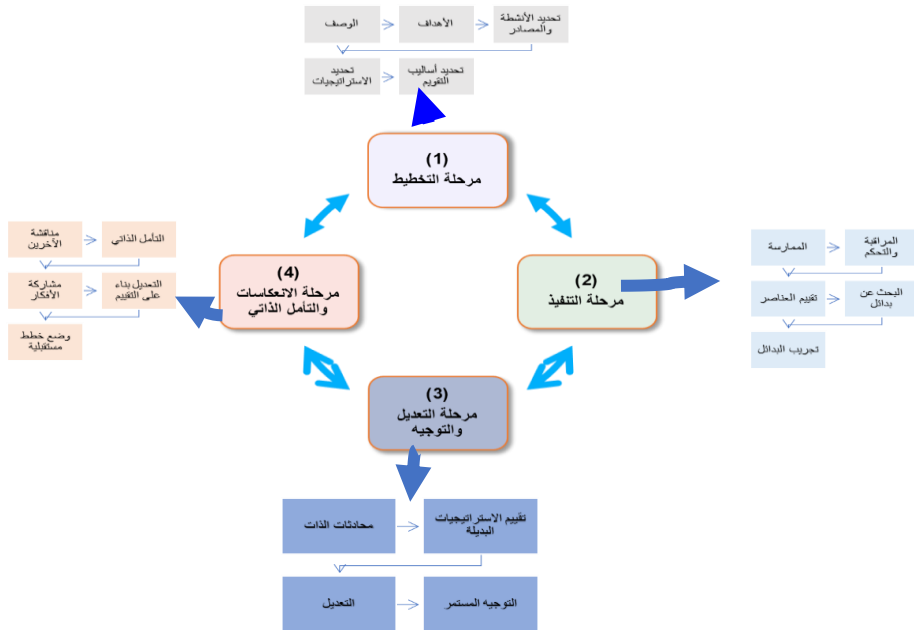 الوصف
الأهداف
تحديد الأنشطة
والمصادر
تحديد
الاستراتيجيات
تحديد أساليب
التقويم
(1)
مرحلة التخطيط
(2)
مرحلة التنفيذ
الممارسة
المراقبة
والتحكم
تقييم العناصر
البحث عن
بدائل
تجريب البدائل
(3)
مرحلة التعديل
والتوجيه
محادثات الذات
تقييم الاستراتيجيات
البديلة
التعديل
التوجيه المستمر
(4)
مرحلة الانعكاسات
والتأمل الذاتي
مناقشة
الأخرين
التأمل الذاتي
مشاركة
الأفكار
التعديل بناء
على التقييم
وضع خطط
مستقبلية